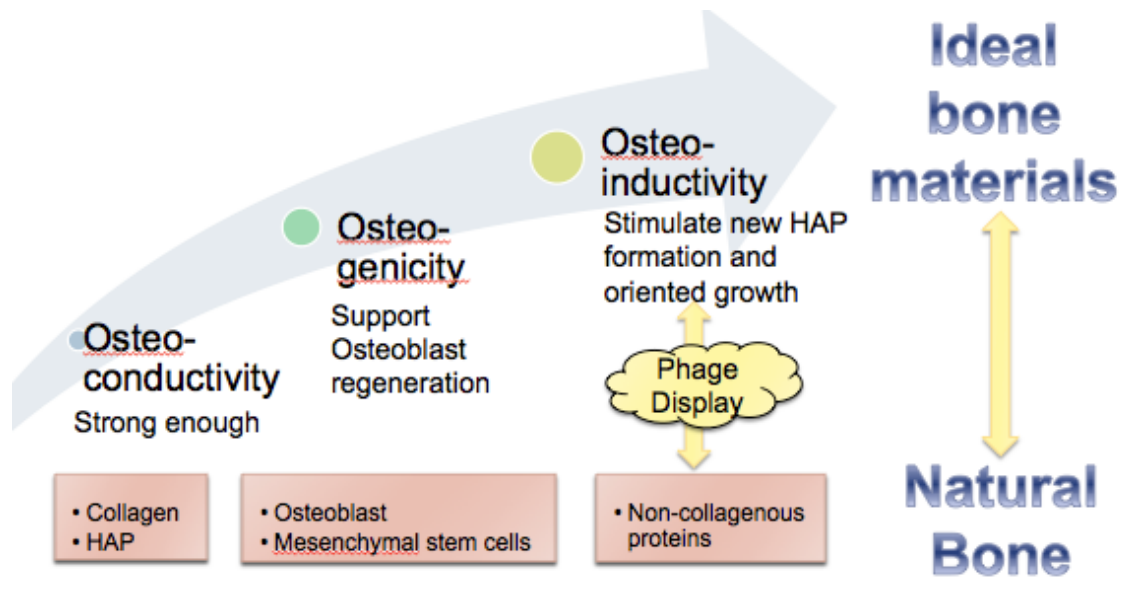 Ideal
bone
materials
Osteo-
inductivity
Stimulate new HAP
formation and
oriented growth
Osteo-
genicity
Support
Osteoblast
regeneration
Osteo-
conductivity
Strong enough
Phage
Display
• Collagen
• HAP
• Osteoblast
• Mesenchymal stem cells
• Non-collagenous
proteins
Natural
Bone